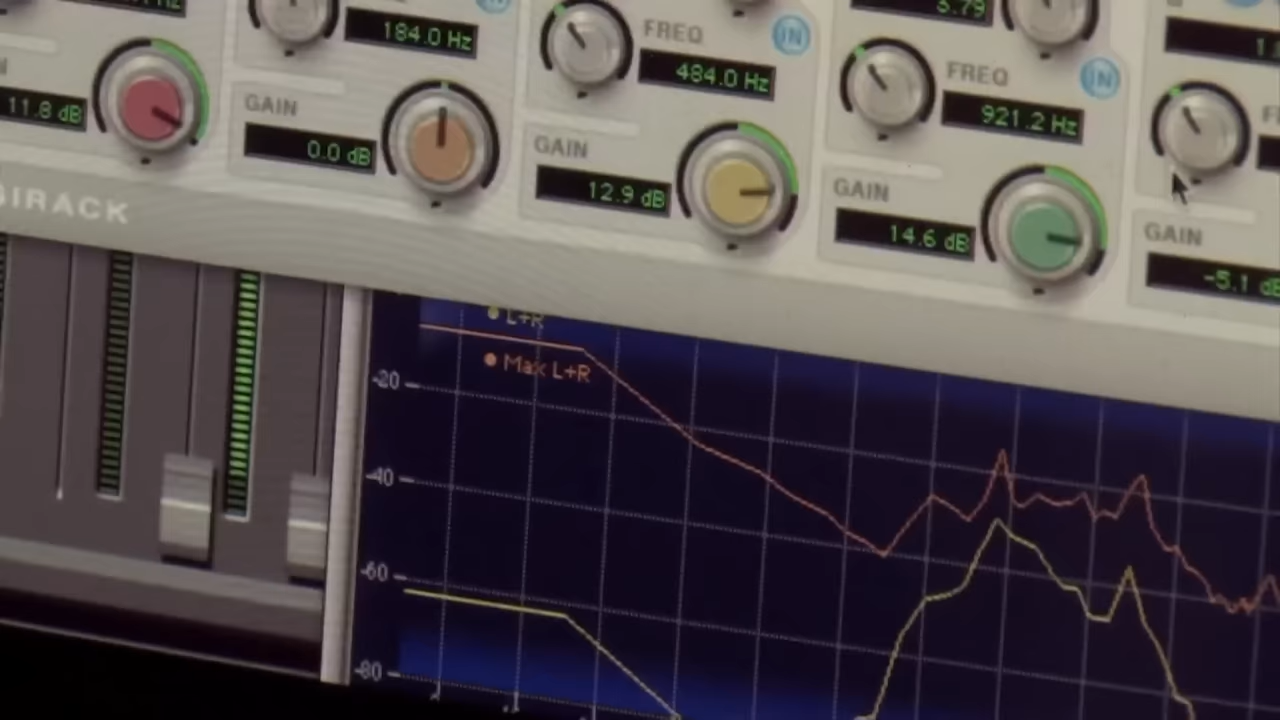 184.0 Hz
FREQ
484.0 Hz
IN
FREQ
921.2 Hz
IN
11.8 dB
GAIN
0.0 dB
GAIN
12.9 dB
GAIN
14.6 dB
GAIN
-5.1 dB
GIRACK
L+R
Max L+R
-20
-40
-60
-80